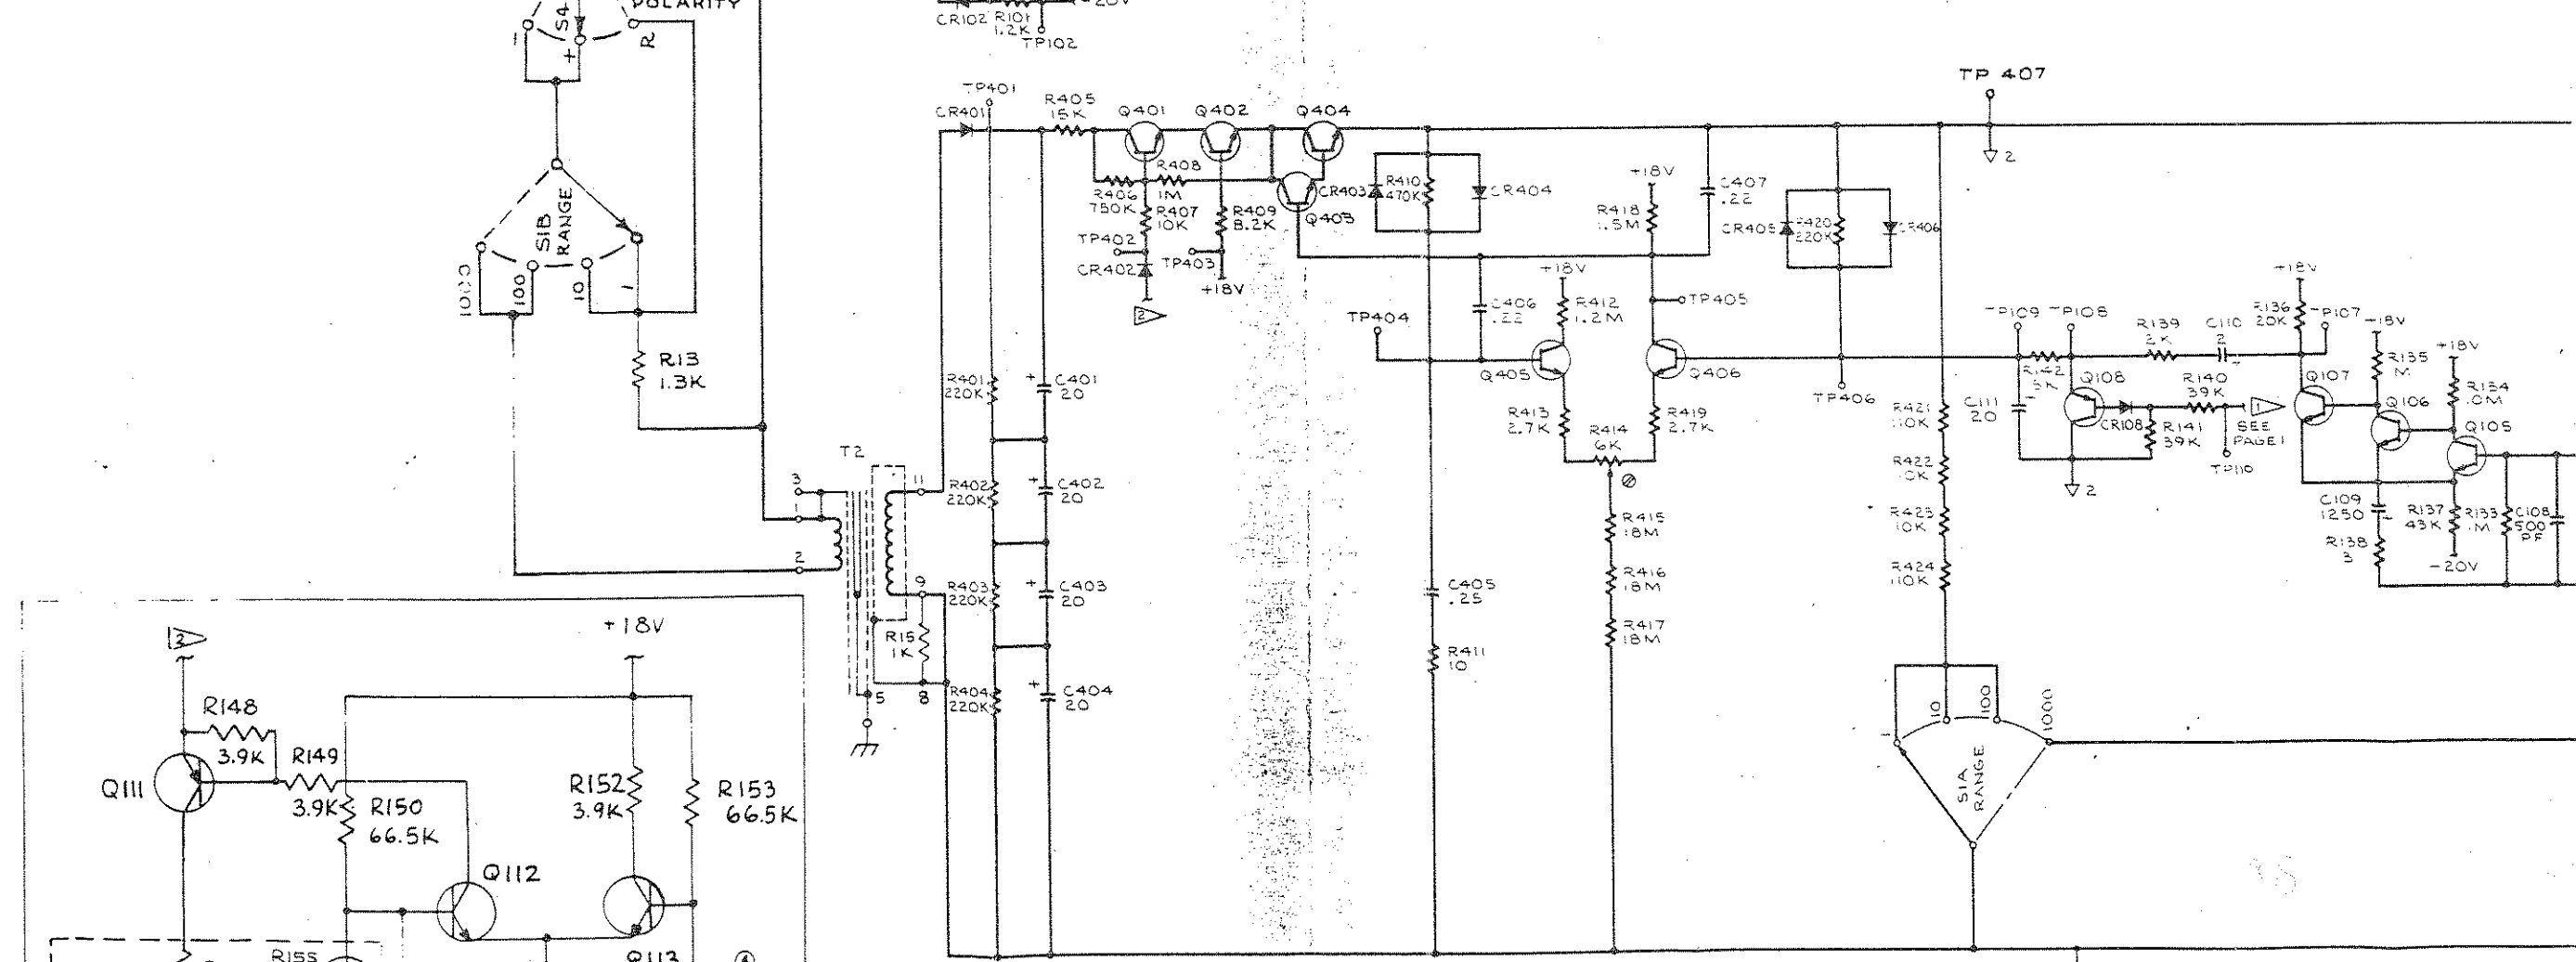 POLARITY
S4
-
+
R
CR102
R101
1.2K
-20V
TP102
S1B
RANGE
1000
100
10
1
R13
1.3K
T2
3
1
2
11
9
5
8
R15
1K
TP401
CR401
R405
15K
Q401
Q402
Q404
R406
750K
R408
1M
R407
10K
R409
8.2K
Q403
TP402
TP403
CR402
+18V
2
CR403
R410
470K
CR404
R401
220K
C401
20
R402
220K
C402
20
R403
220K
C403
20
R404
220K
C404
20
TP404
C406
.22
+18V
R412
1.2M
Q405
+18V
R418
1.5M
C407
.22
TP405
Q406
R413
2.7K
R414
6K
R419
2.7K
R415
18M
R416
18M
R417
18M
C405
.25
R411
10
TP 407
2
CR405
R420
220K
CR406
TP406
R421
R422
R423
R424
1
10
100
1000
S1A
RANGE
TP109
TP108
R139
2K
C110
2
R136
20K
+18V
TP107
R142
C111
20
Q108
R140
39K
CR108
R141
39K
1
SEE
PAGE 1
TP110
2
Q107
R135
Q106
+18V
R134
Q105
C109
1250
R138
3
R137
43K
R133
C108
500
PF
-20V
+18V
R148
3.9K
Q111
R149
3.9K
R150
66.5K
R152
3.9K
R153
66.5K
Q112
Q113
R155